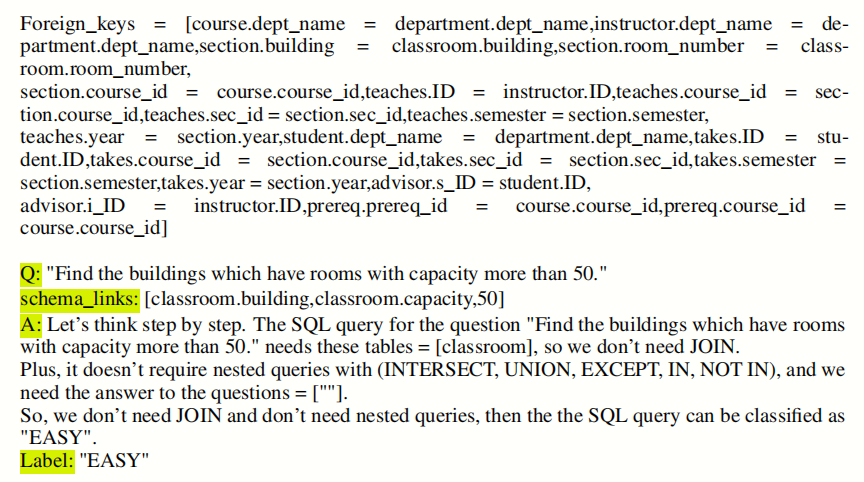 Foreign_keys = [course.dept_name = department.dept_name,instructor.dept_name = de-
partment.dept_name,section.building = classroom.building,section.room_number = class-
room.room_number,
section.course_id = course.course_id,teaches.ID = instructor.ID,teaches.course_id = sec-
tion.course_id,teaches.sec_id = section.sec_id,teaches.semester = section.semester,
teaches.year = section.year,student.dept_name = department.dept_name,takes.ID = stu-
dent.ID,takes.course_id = section.course_id,takes.sec_id = section.sec_id,takes.semester =
section.semester,takes.year = section.year,advisor.s_ID = student.ID,
advisor.i_ID = instructor.ID,prereq.prereq_id = course.course_id,prereq.course_id =
course.course_id]
Q: "Find the buildings which have rooms with capacity more than 50."
schema_links: [classroom.building,classroom.capacity,50]
A: Let’s think step by step. The SQL query for the question "Find the buildings which have rooms
with capacity more than 50." needs these tables = [classroom], so we don’t need JOIN.
Plus, it doesn’t require nested queries with (INTERSECT, UNION, EXCEPT, IN, NOT IN), and we
need the answer to the questions = [""].
So, we don’t need JOIN and don’t need nested queries, then the the SQL query can be classified as
"EASY".
Label: "EASY"